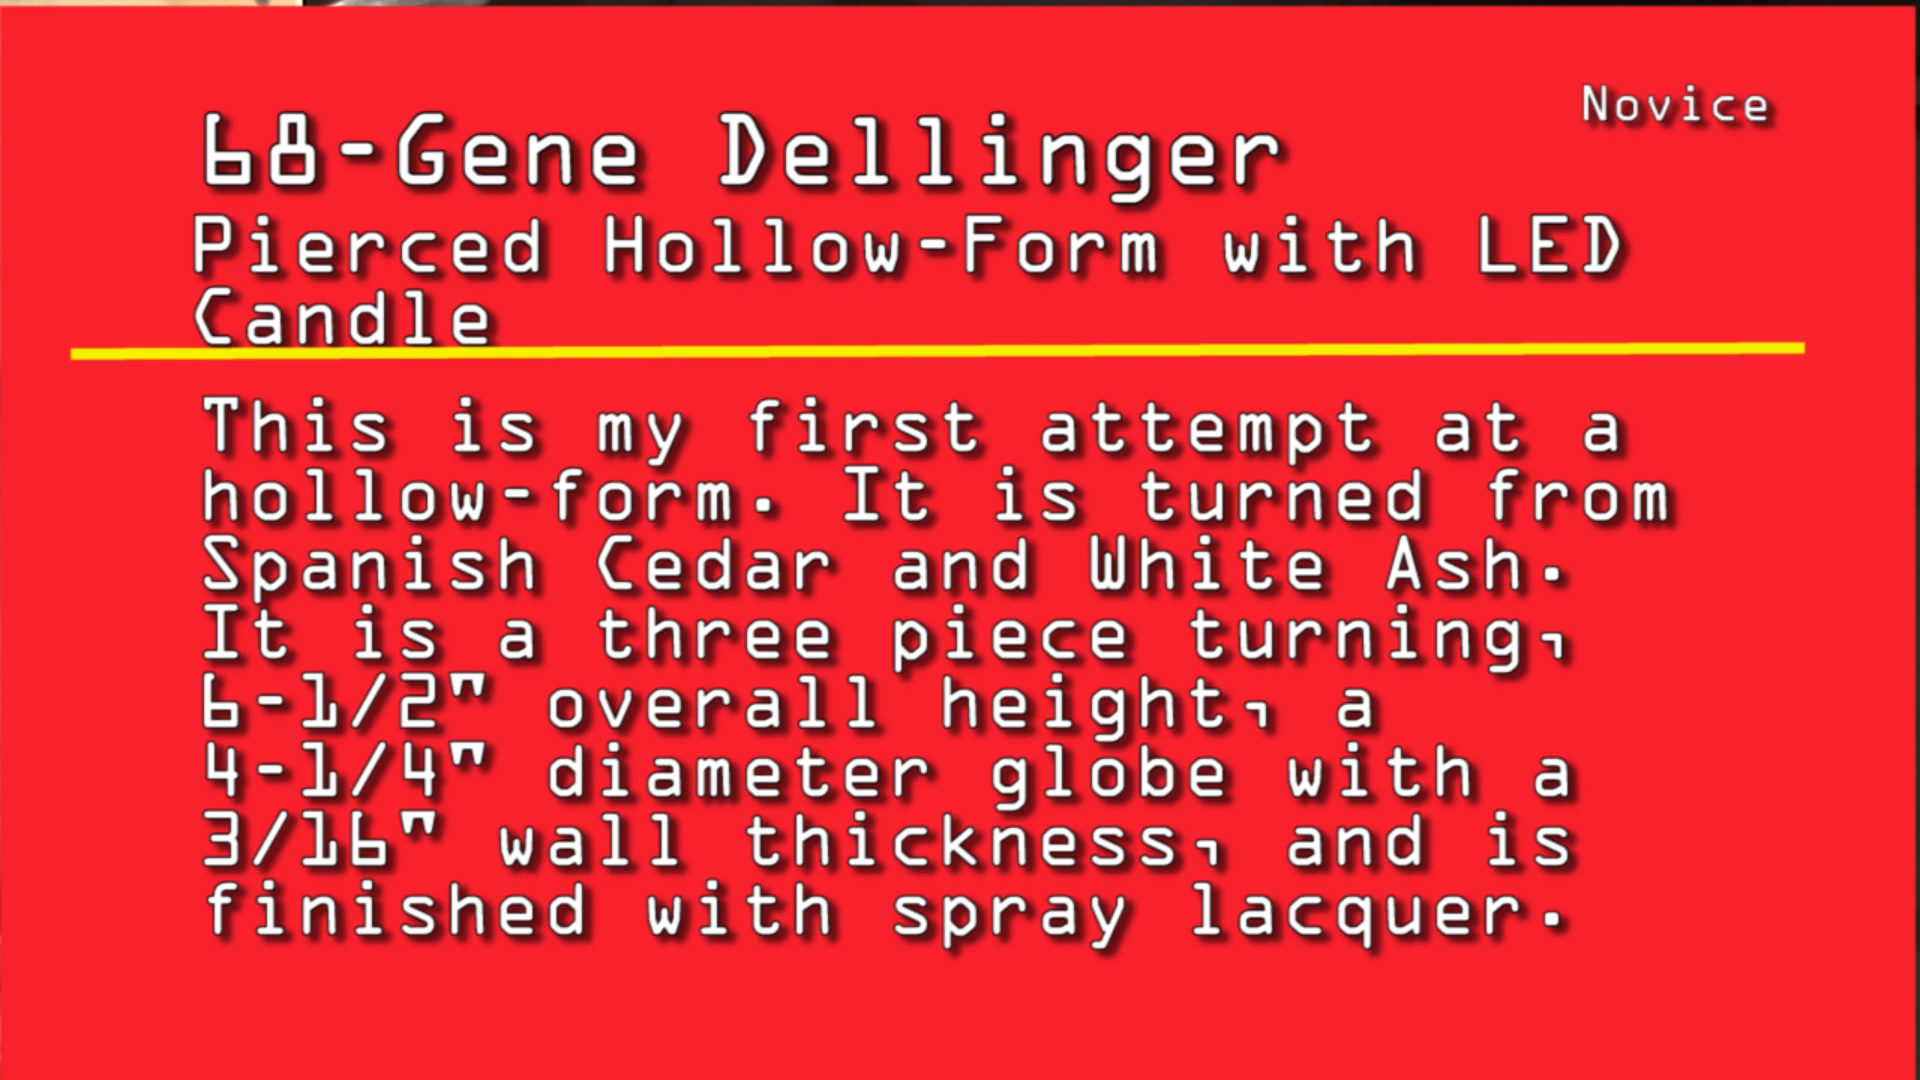 Novice
68-Gene Dellinger
Pierced Hollow-Form with LED
Candle
This is my first attempt at a
hollow-form. It is turned from
Spanish Cedar and White Ash.
It is a three piece turning,
6-1/2" overall height, a
4-1/4" diameter globe with a
3/16" wall thickness, and is
finished with spray lacquer.